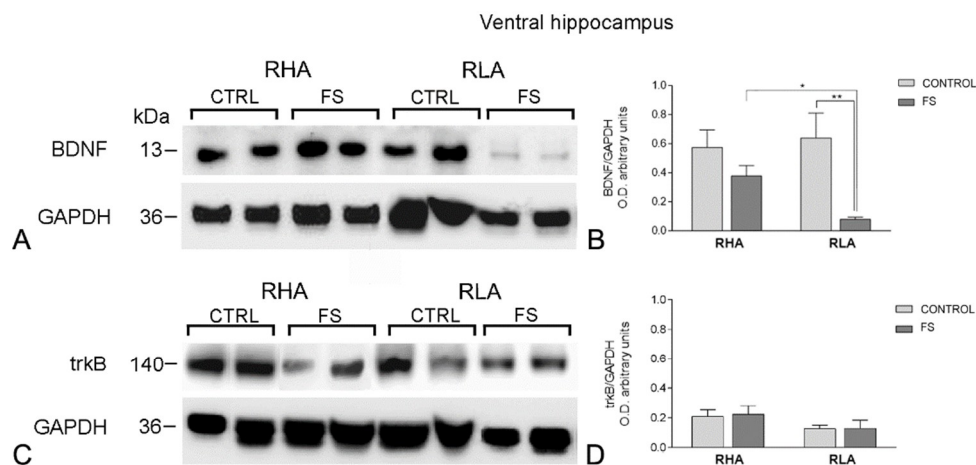 Ventral hippocampus
RHA RLA
CTRL FS CTRL FS
kDa
BDNF 13–
GAPDH 36–
A
BDNF/GAPDH
O.D. arbitrary units
1.0
0.8
0.6
0.4
0.2
0.0
* **
RHA RLA
CONTROL
FS
B
RHA RLA
CTRL FS CTRL FS
trkB 140–
GAPDH 36–
C
trkB/GAPDH
O.D. arbitrary units
1.0
0.8
0.6
0.4
0.2
0.0
RHA RLA
CONTROL
FS
D